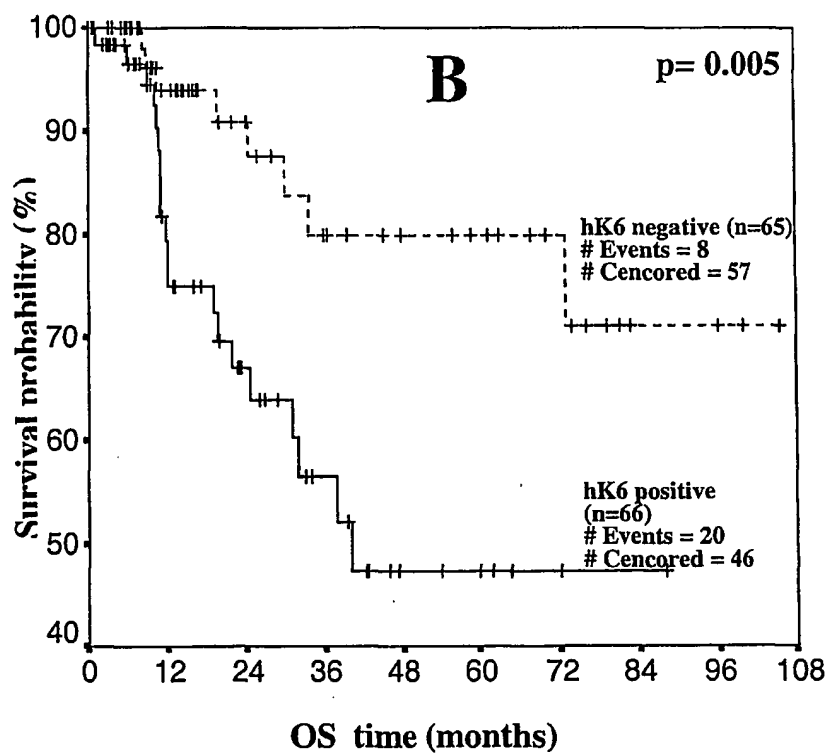 100
90
80
70
60
50
40
Survival probability (%)
B
p= 0.005
hK6 negative (n=65)
# Events = 8
# Cencored = 57
hK6 positive
(n=66)
# Events = 20
# Cencored = 46
0 12 24 36 48 60 72 84 96 108
OS time (months)